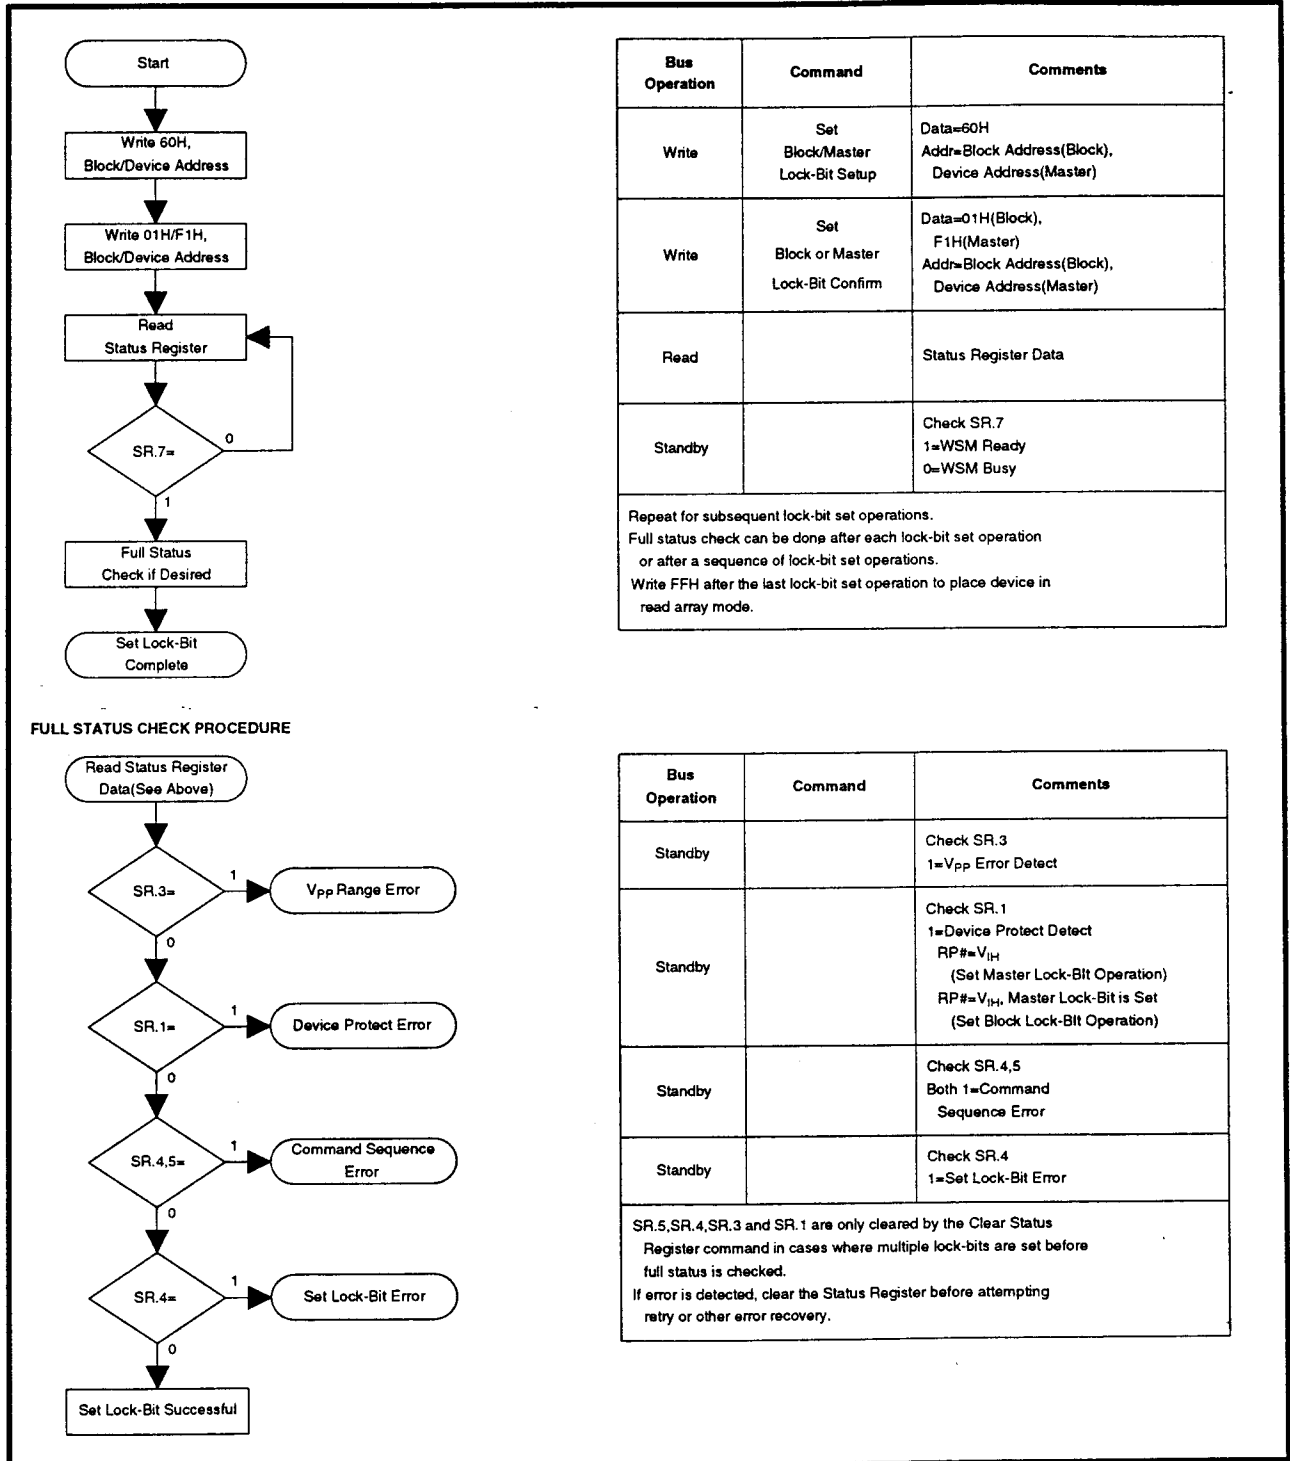 Start
Write 60H,
Block/Device Address
Write 01H/F1H,
Block/Device Address
Read
Status Register
SR.7=
0
1
Full Status
Check if Desired
Set Lock-Bit
Complete
Bus
Operation
Command
Comments
Write
Set
Block/Master
Lock-Bit Setup
Data=60H
Addr=Block Address(Block),
Device Address(Master)
Write
Set
Block or Master
Lock-Bit Confirm
Data=01H(Block),
F1H(Master)
Addr=Block Address(Block),
Device Address(Master)
Read
Status Register Data
Standby
Check SR.7
1=WSM Ready
0=WSM Busy
Repeat for subsequent lock-bit set operations.
Full status check can be done after each lock-bit set operation
or after a sequence of lock-bit set operations.
Write FFH after the last lock-bit set operation to place device in
read array mode.
FULL STATUS CHECK PROCEDURE
Read Status Register
Data(See Above)
SR.3=
1
VPP Range Error
0
SR.1=
1
Device Protect Error
0
SR.4,5=
1
Command Sequence
Error
0
SR.4=
1
Set Lock-Bit Error
0
Set Lock-Bit Successful
Bus
Operation
Command
Comments
Standby
Check SR.3
1=VPP Error Detect
Standby
Check SR.1
1=Device Protect Detect
RP#=VIH
(Set Master Lock-Bit Operation)
RP#=VIH, Master Lock-Bit is Set
(Set Block Lock-Bit Operation)
Standby
Check SR.4,5
Both 1=Command
Sequence Error
Standby
Check SR.4
1=Set Lock-Bit Error
SR.5,SR.4,SR.3 and SR.1 are only cleared by the Clear Status
Register command in cases where multiple lock-bits are set before
full status is checked.
If error is detected, clear the Status Register before attempting
retry or other error recovery.